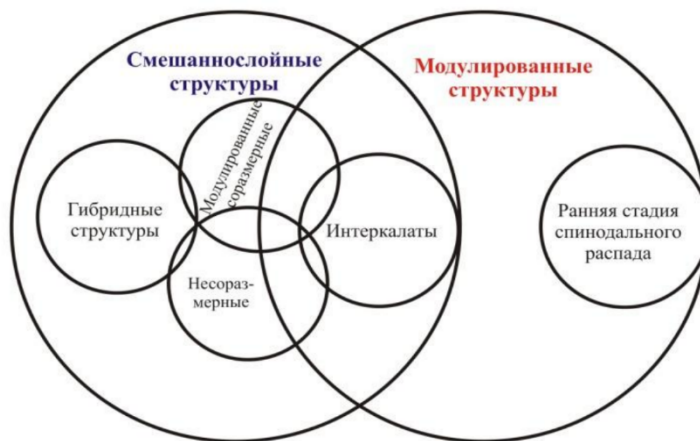 Смешаннослойные
структуры
Модулированные
структуры
Модулированные
соразмерные
Гибридные
структуры
Интеркалаты
Ранняя стадия
спинодального
распада
Несораз-
мерные